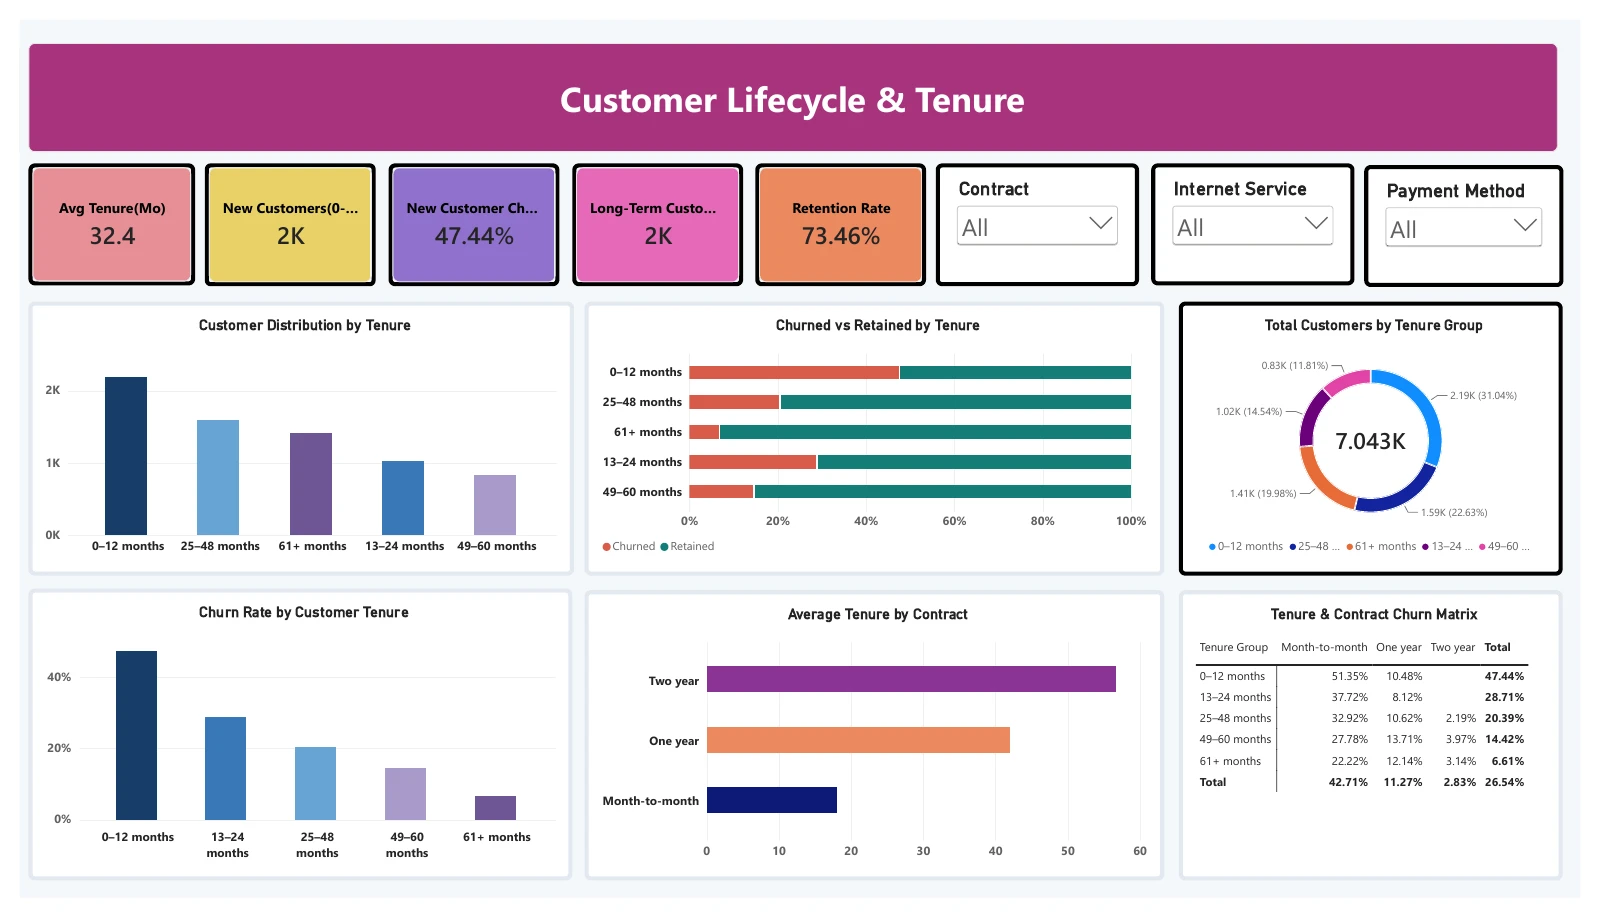 Customer Lifecycle & Tenure
Avg Tenure(Mo)
32.4
New Customers(0-...
2K
New Customer Ch...
47.44%
Long-Term Custo...
2K
Retention Rate
73.46%
Contract
All
Internet Service
All
Payment Method
All
Customer Distribution by Tenure
2K
1K
0K
0–12 months 25–48 months 61+ months 13–24 months 49–60 months
Churned vs Retained by Tenure
0–12 months
25–48 months
61+ months
13–24 months
49–60 months
0% 20% 40% 60% 80% 100%
Churned Retained
Total Customers by Tenure Group
0.83K (11.81%)
2.19K (31.04%)
1.02K (14.54%)
7.043K
1.41K (19.98%)
1.59K (22.63%)
0–12 months 25–48 ... 61+ months 13–24 ... 49–60 ...
Churn Rate by Customer Tenure
40%
20%
0%
0–12 months 13–24 months 25–48 months 49–60 months 61+ months
Average Tenure by Contract
Two year
One year
Month-to-month
0 10 20 30 40 50 60
Tenure & Contract Churn Matrix
Tenure Group Month-to-month One year Two year Total
0–12 months 51.35% 10.48% 47.44%
13–24 months 37.72% 8.12% 28.71%
25–48 months 32.92% 10.62% 2.19% 20.39%
49–60 months 27.78% 13.71% 3.97% 14.42%
61+ months 22.22% 12.14% 3.14% 6.61%
Total 42.71% 11.27% 2.83% 26.54%